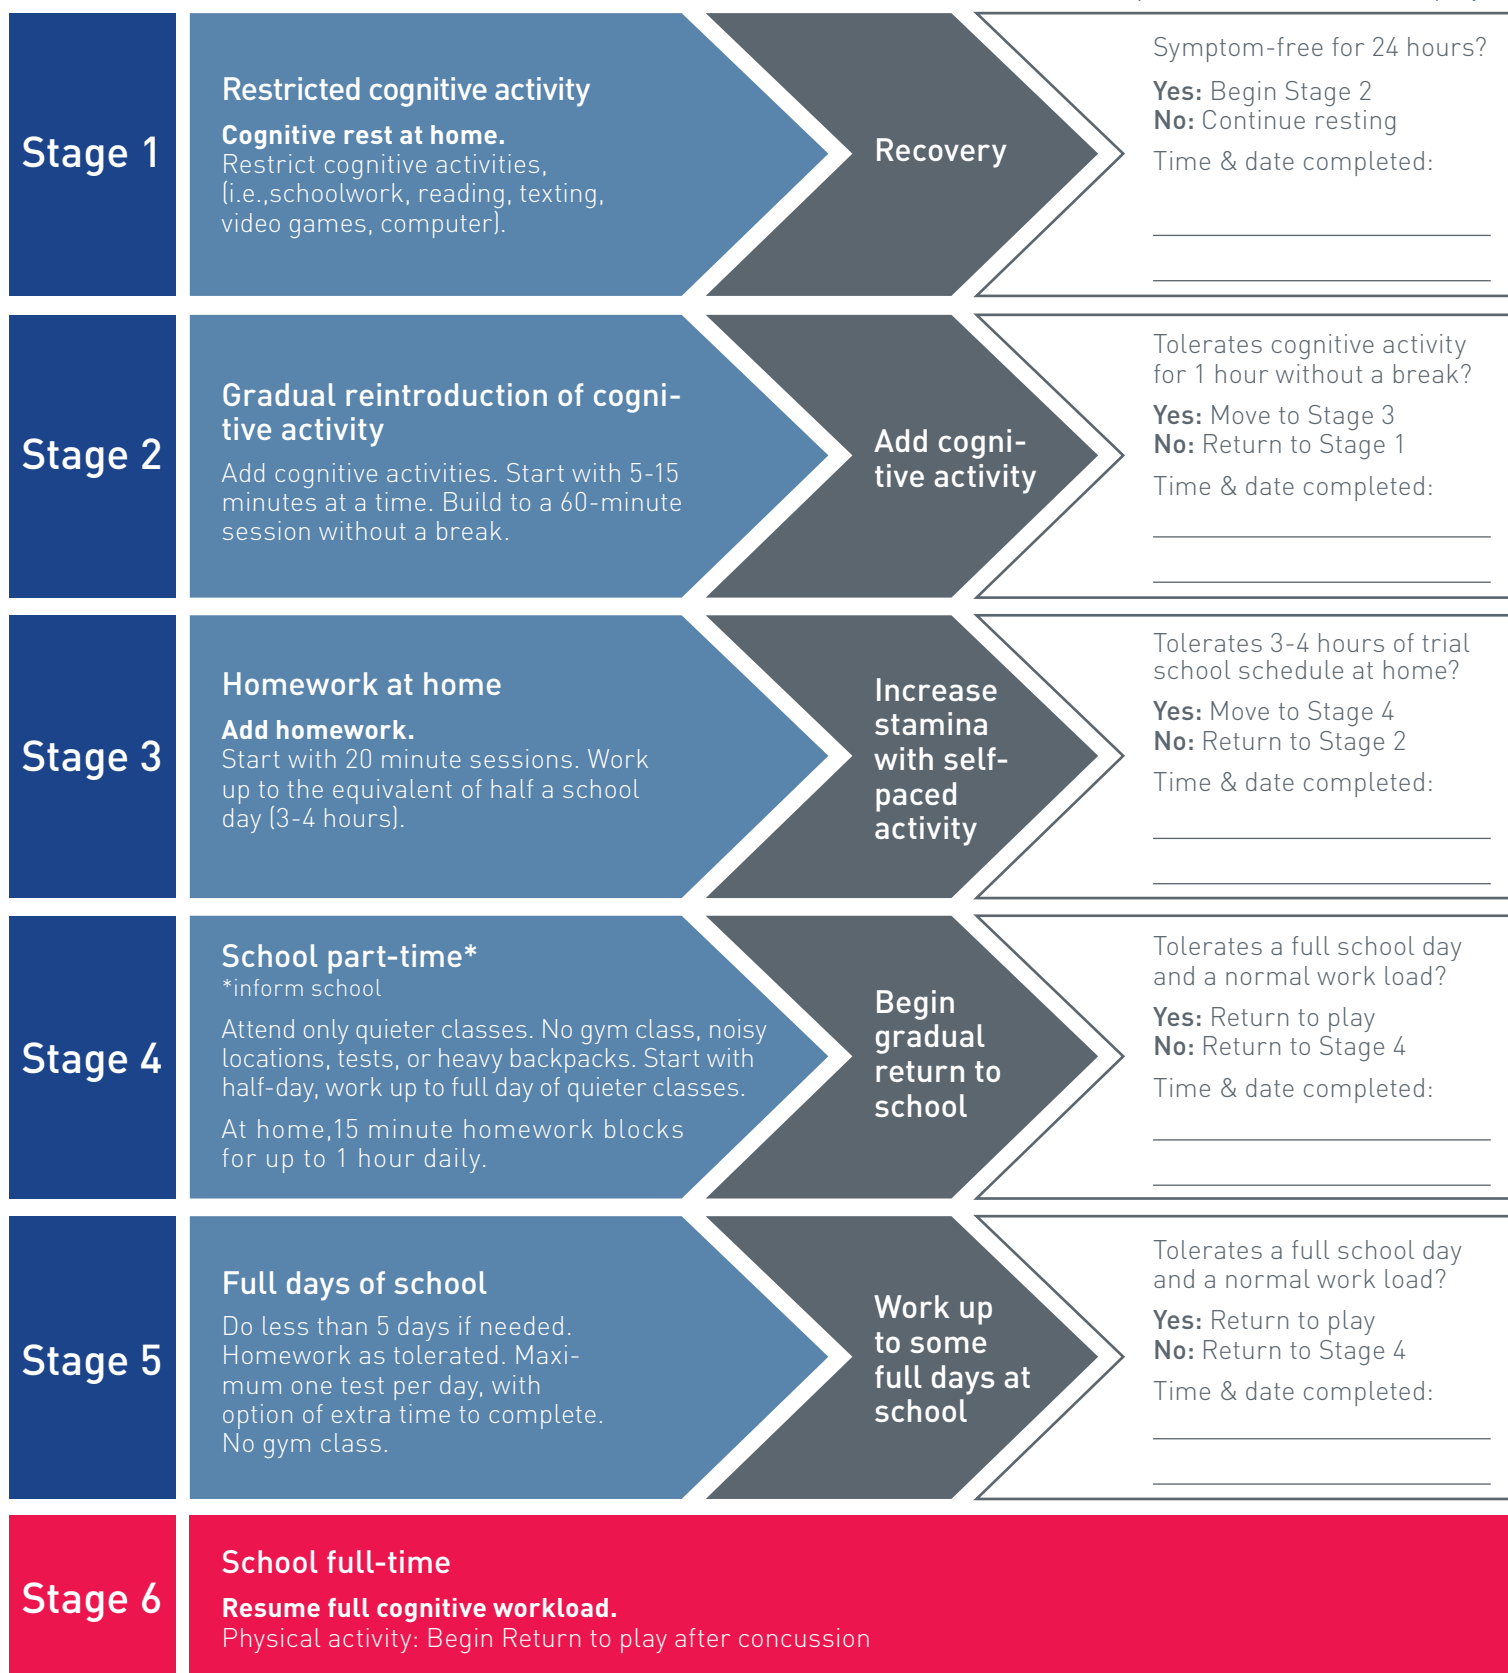 Stage 1
Restricted cognitive activity
Cognitive rest at home.
Restrict cognitive activities,
(i.e.,schoolwork, reading, texting,
video games, computer).
Recovery
Symptom-free for 24 hours?
Yes: Begin Stage 2
No: Continue resting
Time & date completed:
Stage 2
Gradual reintroduction of cogni-
tive activity
Add cognitive activities. Start with 5-15
minutes at a time. Build to a 60-minute
session without a break.
Add cogni-
tive activity
Tolerates cognitive activity
for 1 hour without a break?
Yes: Move to Stage 3
No: Return to Stage 1
Time & date completed:
Stage 3
Homework at home
Add homework.
Start with 20 minute sessions. Work
up to the equivalent of half a school
day (3-4 hours).
Increase
stamina
with self-
paced
activity
Tolerates 3-4 hours of trial
school schedule at home?
Yes: Move to Stage 4
No: Return to Stage 2
Time & date completed:
Stage 4
School part-time*
*inform school
Attend only quieter classes. No gym class, noisy
locations, tests, or heavy backpacks. Start with
half-day, work up to full day of quieter classes.
At home,15 minute homework blocks
for up to 1 hour daily.
Begin
gradual
return to
school
Tolerates a full school day
and a normal work load?
Yes: Return to play
No: Return to Stage 4
Time & date completed:
Stage 5
Full days of school
Do less than 5 days if needed.
Homework as tolerated. Maxi-
mum one test per day, with
option of extra time to complete.
No gym class.
Work up
to some
full days at
school
Tolerates a full school day
and a normal work load?
Yes: Return to play
No: Return to Stage 4
Time & date completed:
Stage 6
School full-time
Resume full cognitive workload.
Physical activity: Begin Return to play after concussion